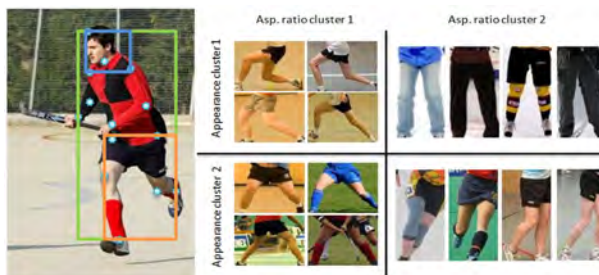 Asp. ratio cluster 1
Asp. ratio cluster 2
Appearance cluster 1
Appearance cluster 2